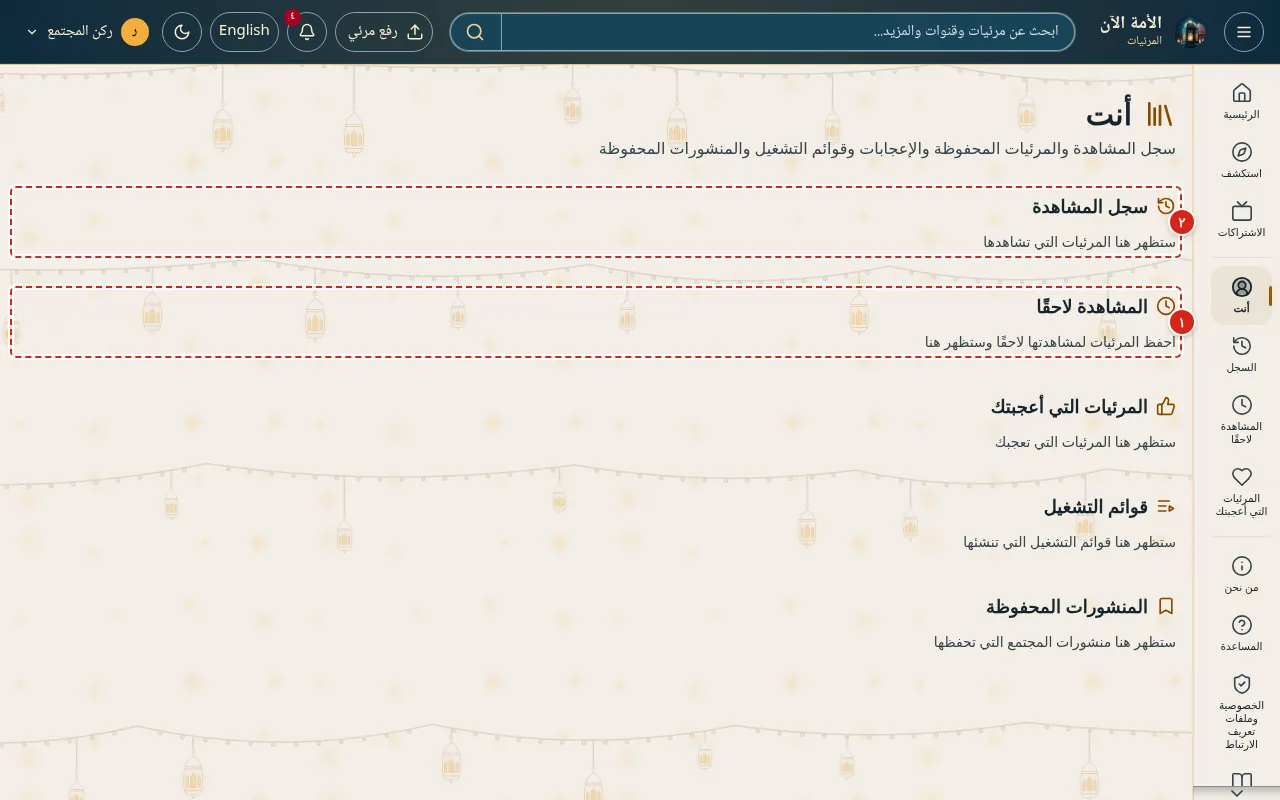 الأمة الآن
المرئيات
ابحث عن مرئيات وقنوات والمزيد...
رفع مرئي
٤
English
ر
ركن المجتمع
الرئيسية
استكشف
الاشتراكات
أنت
السجل
المشاهدة
لاحقًا
المرئيات
التي أعجبتك
من نحن
المساعدة
الخصوصية
وملفات
تعريف
الارتباط
أنت
سجل المشاهدة والمرئيات المحفوظة والإعجابات وقوائم التشغيل والمنشورات المحفوظة
سجل المشاهدة
٢
ستظهر هنا المرئيات التي تشاهدها
المشاهدة لاحقًا
١
احفظ المرئيات لمشاهدتها لاحقًا وستظهر هنا
المرئيات التي أعجبتك
ستظهر هنا المرئيات التي تعجبك
قوائم التشغيل
ستظهر هنا قوائم التشغيل التي تنشئها
المنشورات المحفوظة
ستظهر هنا منشورات المجتمع التي تحفظها